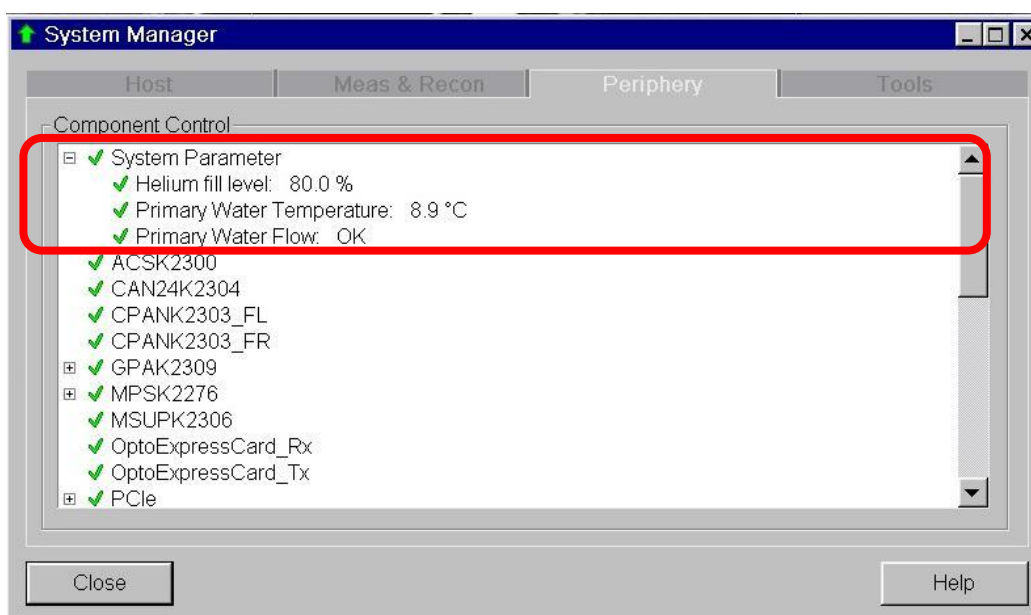 System Manager
Host Meas & Recon Periphery Tools
Component Control
System Parameter
Helium fill level: 80.0 %
Primary Water Temperature: 8.9 °C
Primary Water Flow: OK
ACSK2300
CAN24K2304
CPANK2303_FL
CPANK2303_FR
GPAK2309
MPSK2276
MSUPK2306
OptoExpressCard_Rx
OptoExpressCard_Tx
PCIe
Close Help